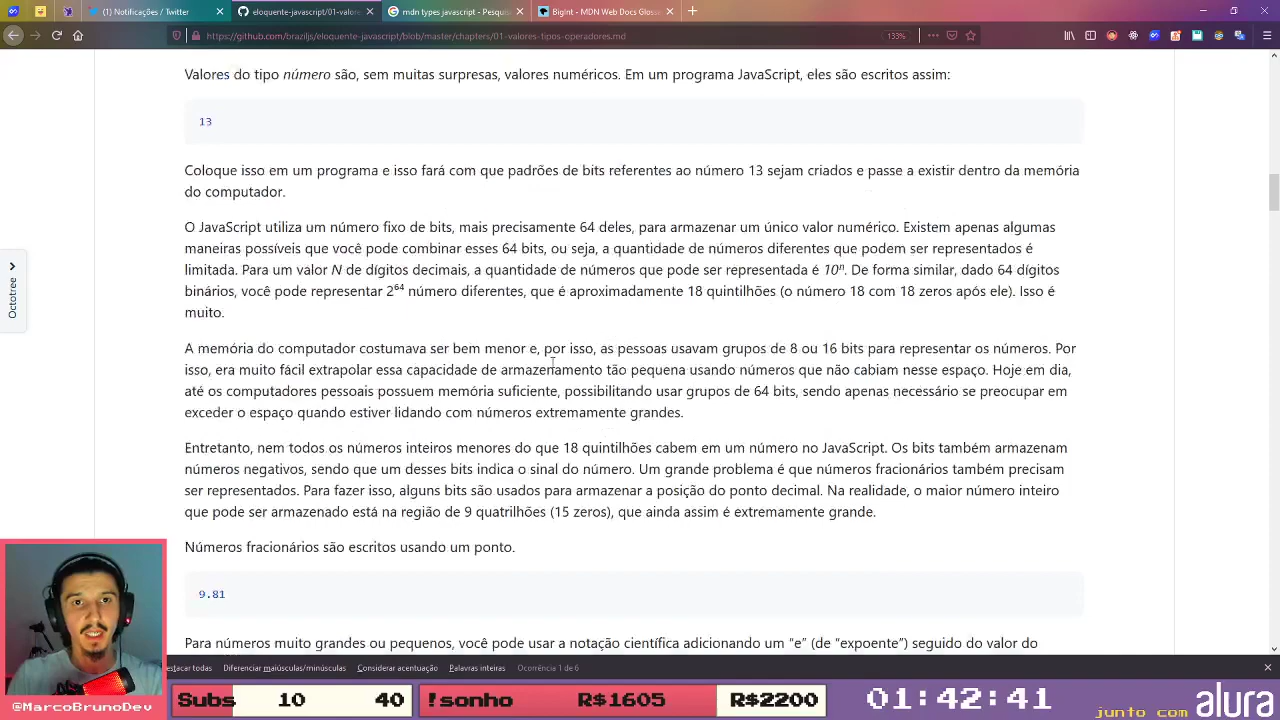 (1) Notificações / Twitter
eloquente-javascript/01-valore
mdn types javascript - Pesquis
BigInt - MDN Web Docs Glossa
https://github.com/braziljs/eloquente-javascript/blob/master/chapters/01-valores-tipos-operadores.md
133%
Valores do tipo número são, sem muitas surpresas, valores numéricos. Em um programa JavaScript, eles são escritos assim:
13
Coloque isso em um programa e isso fará com que padrões de bits referentes ao número 13 sejam criados e passe a existir dentro da memória
do computador.
O JavaScript utiliza um número fixo de bits, mais precisamente 64 deles, para armazenar um único valor numérico. Existem apenas algumas
maneiras possíveis que você pode combinar esses 64 bits, ou seja, a quantidade de números diferentes que podem ser representados é
limitada. Para um valor N de dígitos decimais, a quantidade de números que pode ser representada é 10ⁿ. De forma similar, dado 64 dígitos
binários, você pode representar 2⁶⁴ número diferentes, que é aproximadamente 18 quintilhões (o número 18 com 18 zeros após ele). Isso é
muito.
A memória do computador costumava ser bem menor e, por isso, as pessoas usavam grupos de 8 ou 16 bits para representar os números. Por
isso, era muito fácil extrapolar essa capacidade de armazenamento tão pequena usando números que não cabiam nesse espaço. Hoje em dia,
até os computadores pessoais possuem memória suficiente, possibilitando usar grupos de 64 bits, sendo apenas necessário se preocupar em
exceder o espaço quando estiver lidando com números extremamente grandes.
Entretanto, nem todos os números inteiros menores do que 18 quintilhões cabem em um número no JavaScript. Os bits também armazenam
números negativos, sendo que um desses bits indica o sinal do número. Um grande problema é que números fracionários também precisam
ser representados. Para fazer isso, alguns bits são usados para armazenar a posição do ponto decimal. Na realidade, o maior número inteiro
que pode ser armazenado está na região de 9 quatrilhões (15 zeros), que ainda assim é extremamente grande.
Números fracionários são escritos usando um ponto.
9.81
Para números muito grandes ou pequenos, você pode usar a notação científica adicionando um “e” (de “expoente”) seguido do valor do
Octotree
estacar todas Diferenciar maiúsculas/minúsculas Considerar acentuação Palavras inteiras Ocorrência 1 de 6
@MarcoBrunoDev
Subs 10 40
!sonho R$1605 R$2200
01:42:41
junto com alura